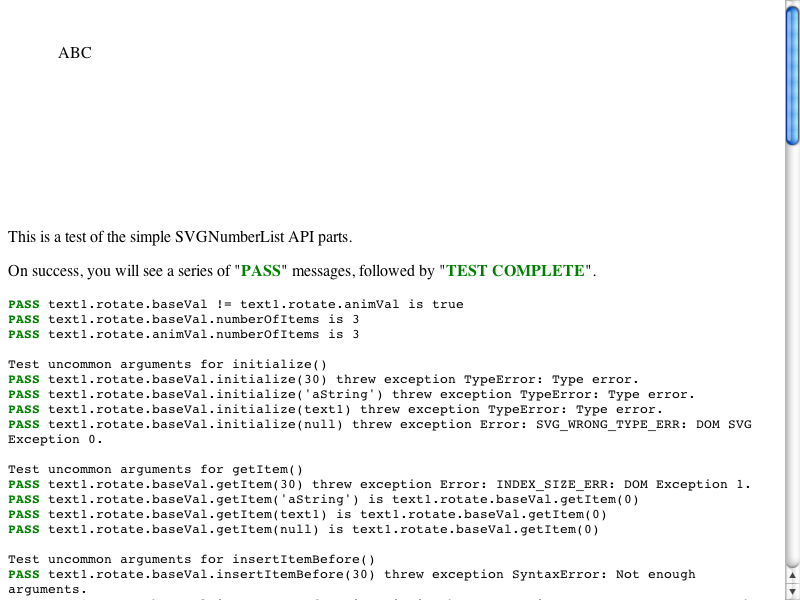 ABC
This is a test of the simple SVGNumberList API parts.
On success, you will see a series of "PASS" messages, followed by "TEST COMPLETE".
PASS text1.rotate.baseVal != text1.rotate.animVal is true
PASS text1.rotate.baseVal.numberOfItems is 3
PASS text1.rotate.animVal.numberOfItems is 3
Test uncommon arguments for initialize()
PASS text1.rotate.baseVal.initialize(30) threw exception TypeError: Type error.
PASS text1.rotate.baseVal.initialize('aString') threw exception TypeError: Type error.
PASS text1.rotate.baseVal.initialize(text1) threw exception TypeError: Type error.
PASS text1.rotate.baseVal.initialize(null) threw exception Error: SVG_WRONG_TYPE_ERR: DOM SVG
Exception 0.
Test uncommon arguments for getItem()
PASS text1.rotate.baseVal.getItem(30) threw exception Error: INDEX_SIZE_ERR: DOM Exception 1.
PASS text1.rotate.baseVal.getItem('aString') is text1.rotate.baseVal.getItem(0)
PASS text1.rotate.baseVal.getItem(text1) is text1.rotate.baseVal.getItem(0)
PASS text1.rotate.baseVal.getItem(null) is text1.rotate.baseVal.getItem(0)
Test uncommon arguments for insertItemBefore()
PASS text1.rotate.baseVal.insertItemBefore(30) threw exception SyntaxError: Not enough
arguments.